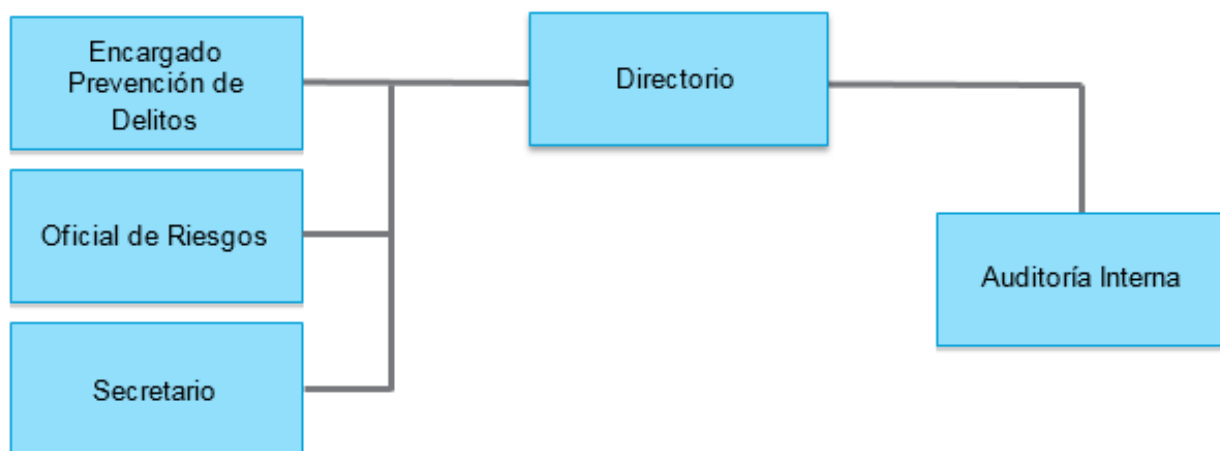 Encargado
Prevención de
Delitos
Directorio
Oficial de Riesgos
Auditoría Interna
Secretario